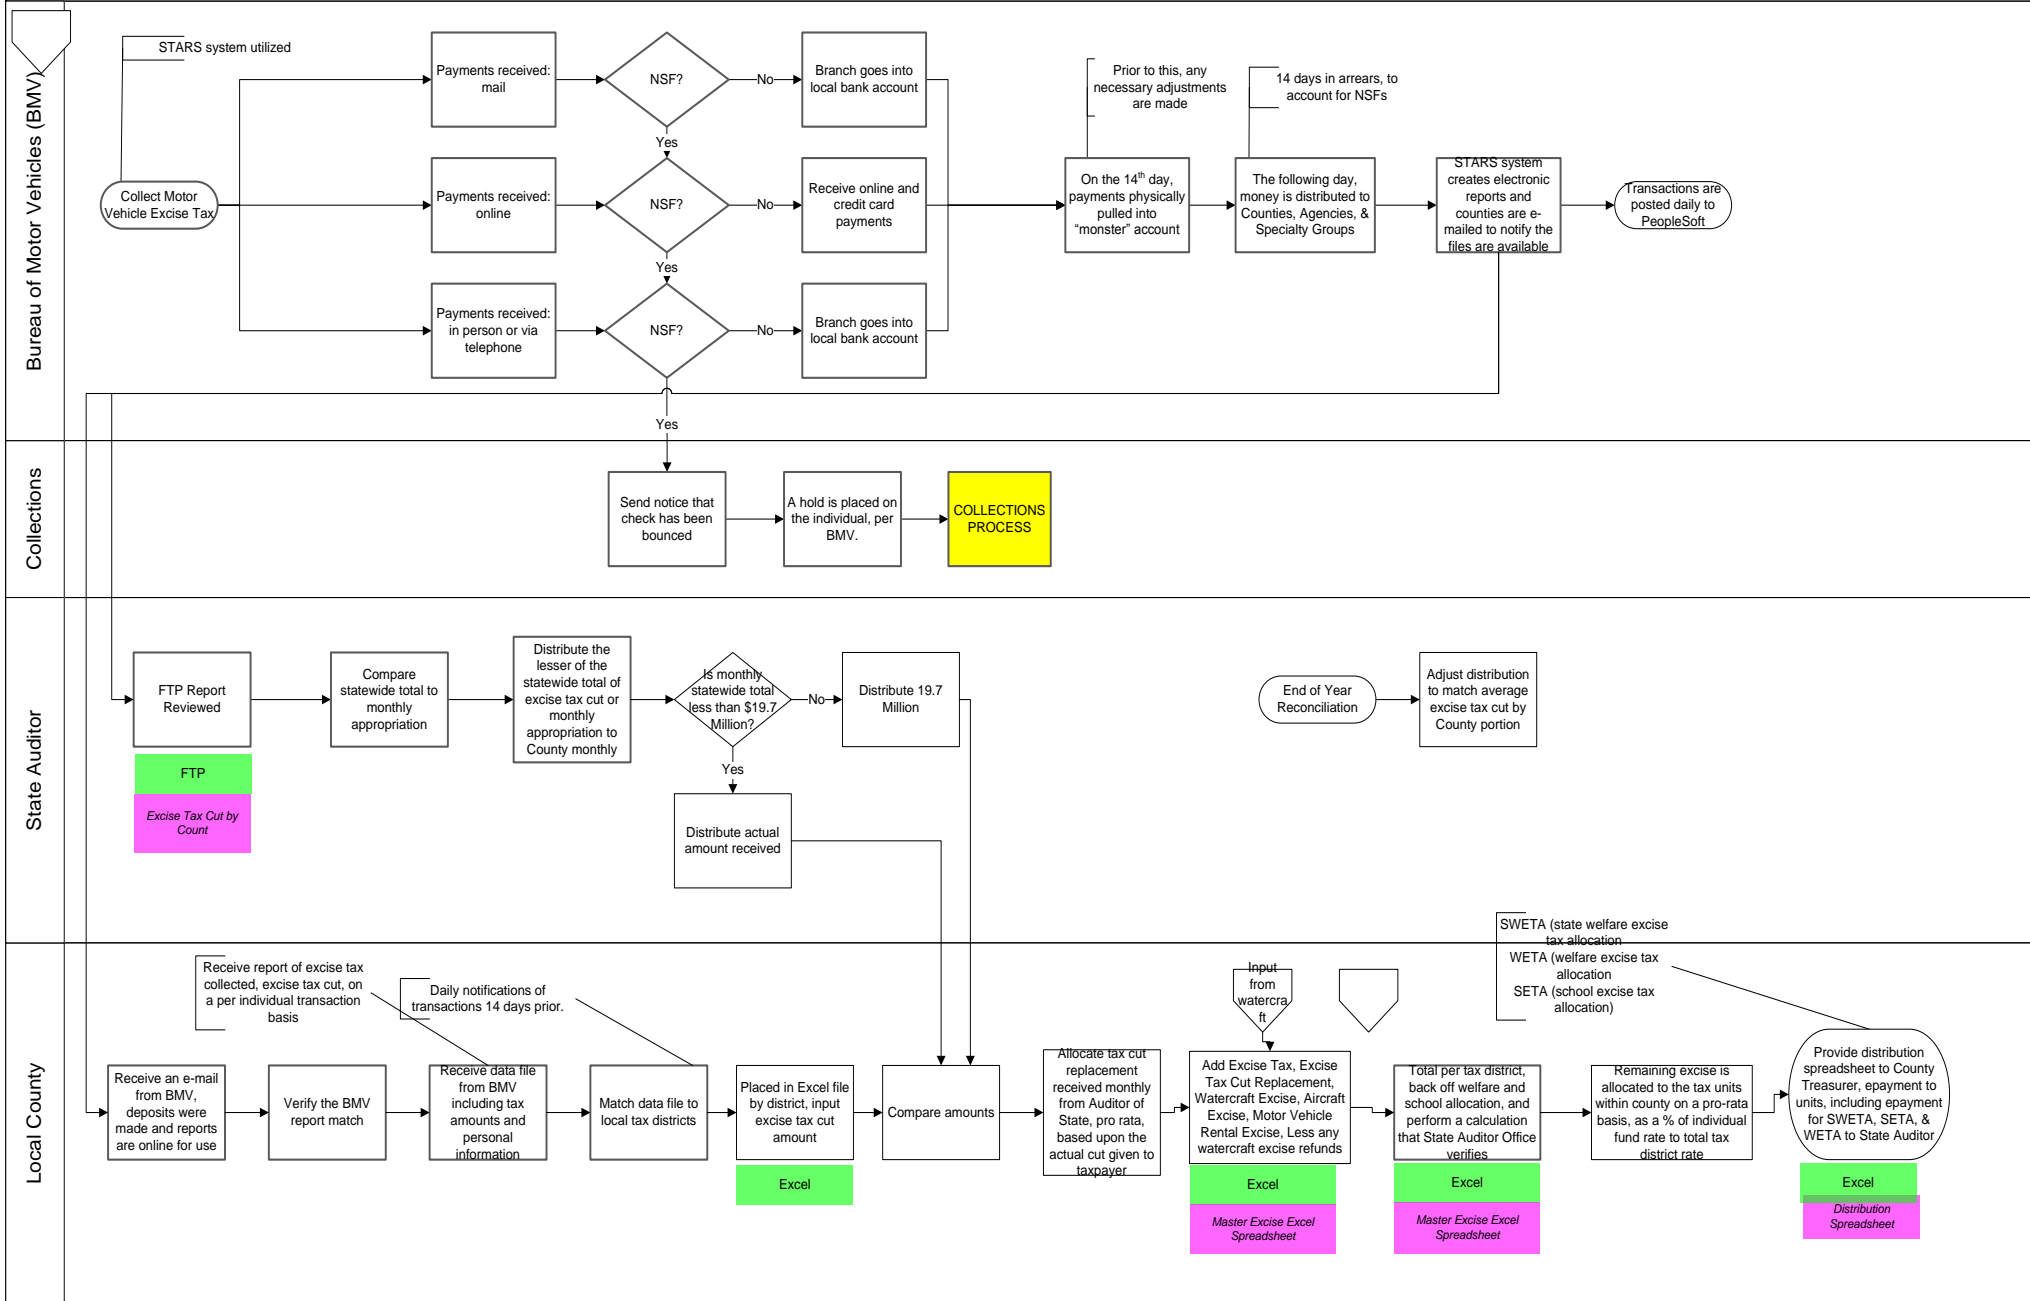 Bureau of Motor Vehicles (BMV)
STARS system utilized
Collect Motor
Vehicle Excise Tax
Payments received:
mail
NSF?
No
Branch goes into
local bank account
Yes
Payments received:
online
NSF?
No
Receive online and
credit card
payments
Yes
Payments received:
in person or via
telephone
NSF?
No
Branch goes into
local bank account
Yes
Prior to this, any
necessary adjustments
are made
On the 14th day,
payments physically
pulled into
“monster” account
14 days in arrears, to
account for NSFs
The following day,
money is distributed to
Counties, Agencies, &
Specialty Groups
STARS system
creates electronic
reports and
counties are e-
mailed to notify the
files are available
Transactions are
posted daily to
PeopleSoft
Collections
Send notice that
check has been
bounced
A hold is placed on
the individual, per
BMV.
COLLECTIONS
PROCESS
State Auditor
FTP Report
Reviewed
FTP
Excise Tax Cut by
Count
Compare
statewide total to
monthly
appropriation
Distribute the
lesser of the
statewide total of
excise tax cut or
monthly
appropriation to
County monthly
Is monthly
statewide total
less than $19.7
Million?
No
Distribute 19.7
Million
Yes
Distribute actual
amount received
End of Year
Reconciliation
Adjust distribution
to match average
excise tax cut by
County portion
Local County
Receive report of excise tax
collected, excise tax cut, on
a per individual transaction
basis
Daily notifications of
transactions 14 days prior.
Receive an e-mail
from BMV,
deposits were
made and reports
are online for use
Verify the BMV
report match
Receive data file
from BMV
including tax
amounts and
personal
information
Match data file to
local tax districts
Placed in Excel file
by district, input
excise tax cut
amount
Excel
Compare amounts
Allocate tax cut
replacement
received monthly
from Auditor of
State, pro rata,
based upon the
actual cut given to
taxpayer
Input
from
watercra
ft
Add Excise Tax, Excise
Tax Cut Replacement,
Watercraft Excise, Aircraft
Excise, Motor Vehicle
Rental Excise, Less any
watercraft excise refunds
Excel
Master Excise Excel
Spreadsheet
Total per tax district,
back off welfare and
school allocation, and
perform a calculation
that State Auditor Office
verifies
Excel
Master Excise Excel
Spreadsheet
Remaining excise is
allocated to the tax units
within county on a pro-rata
basis, as a % of individual
fund rate to total tax
district rate
SWETA (state welfare excise
tax allocation
WETA (welfare excise tax
allocation
SETA (school excise tax
allocation)
Provide distribution
spreadsheet to County
Treasurer, epayment to
units, including epayment
for SWETA, SETA, &
WETA to State Auditor
Excel
Distribution
Spreadsheet